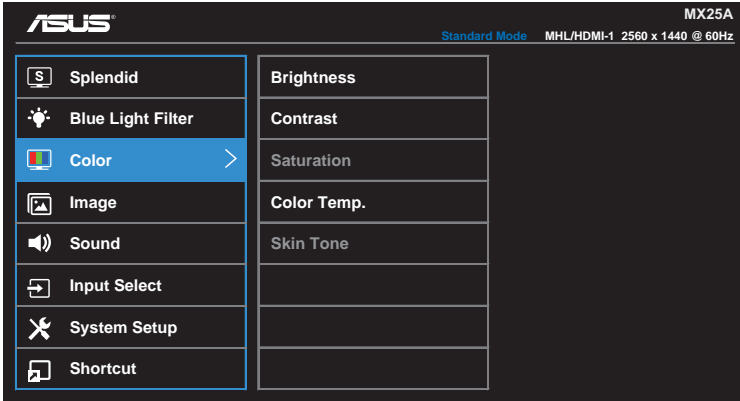 ASUS
MX25A
Standard Mode MHL/HDMI-1 2560 x 1440 @ 60Hz
S Splendid
Blue Light Filter
Color
Image
Sound
Input Select
System Setup
Shortcut
Brightness
Contrast
Saturation
Color Temp.
Skin Tone